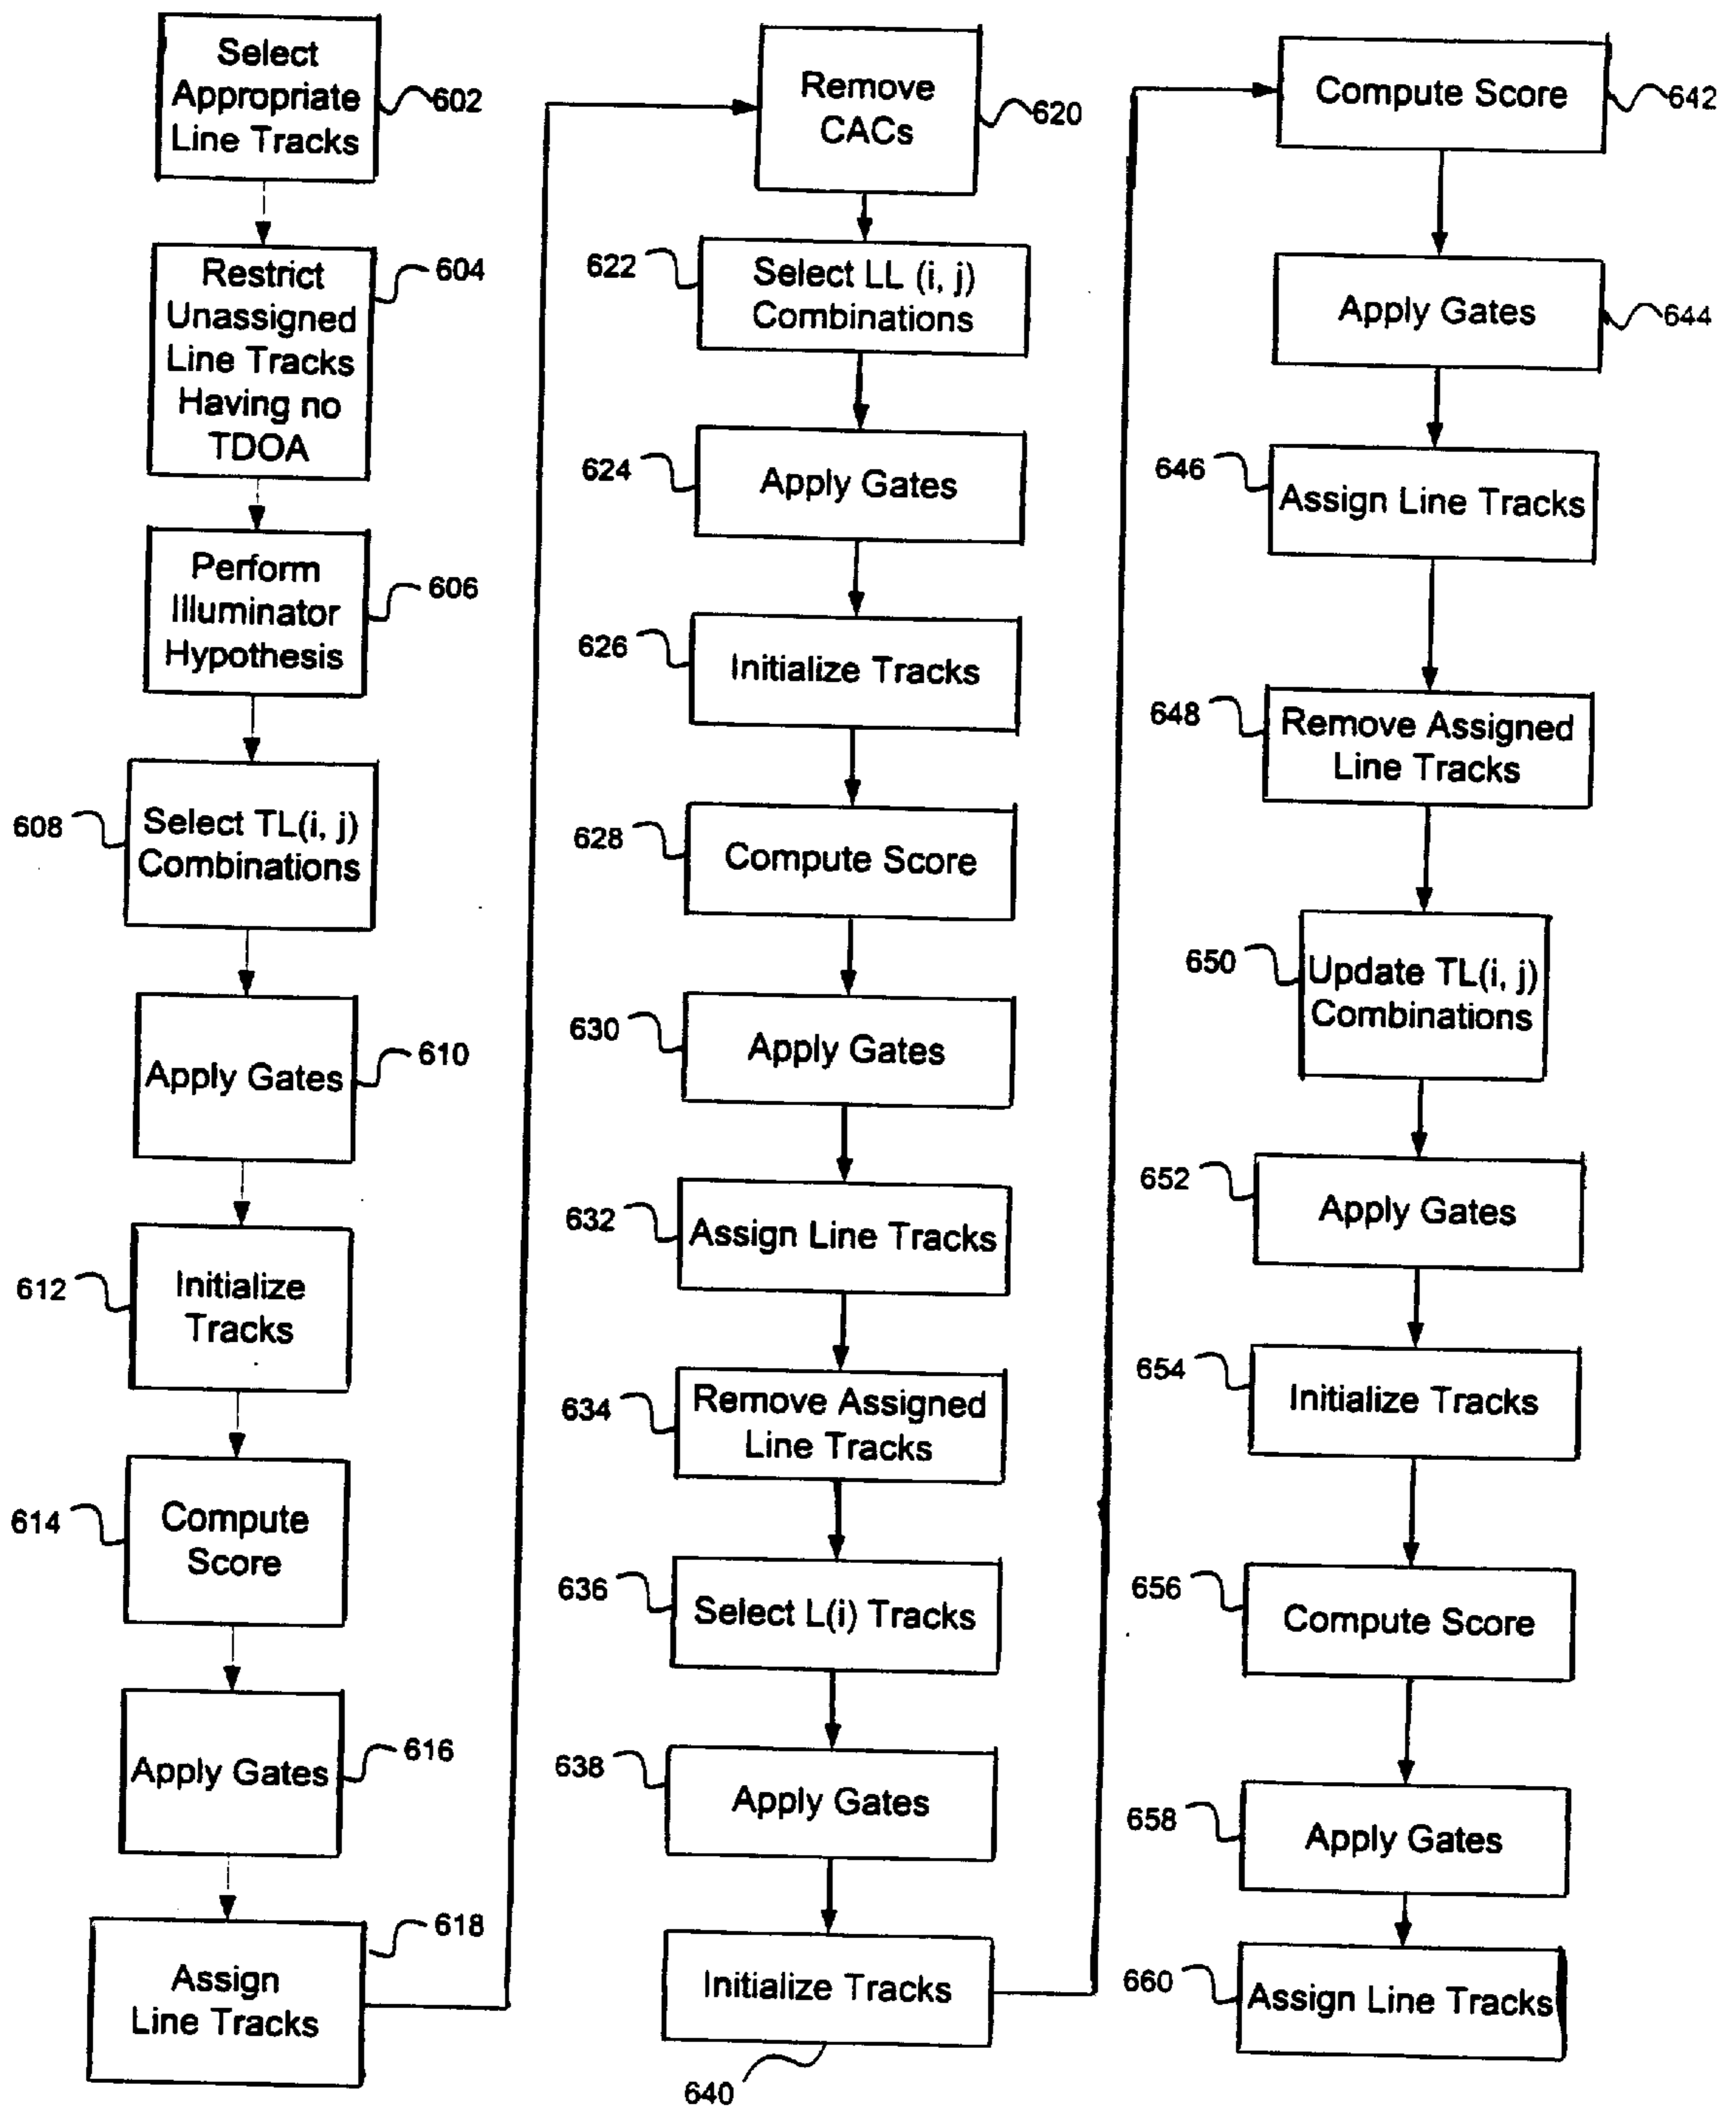 Select
Appropriate
Line Tracks
602
Restrict
Unassigned
Line Tracks
Having no
TDOA
604
Perform
Illuminator
Hypothesis
606
608
Select TL(i, j)
Combinations
Apply Gates
610
612
Initialize
Tracks
614
Compute
Score
Apply Gates
616
618
Assign
Line Tracks
Remove
CACs
620
622
Select LL (i, j)
Combinations
624
Apply Gates
626
Initialize Tracks
628
Compute Score
630
Apply Gates
632
Assign Line Tracks
634
Remove Assigned
Line Tracks
636
Select L(i) Tracks
638
Apply Gates
Initialize Tracks
640
Compute Score
642
Apply Gates
644
646
Assign Line Tracks
648
Remove Assigned
Line Tracks
650
Update TL(i, j)
Combinations
652
Apply Gates
654
Initialize Tracks
656
Compute Score
658
Apply Gates
660
Assign Line Tracks